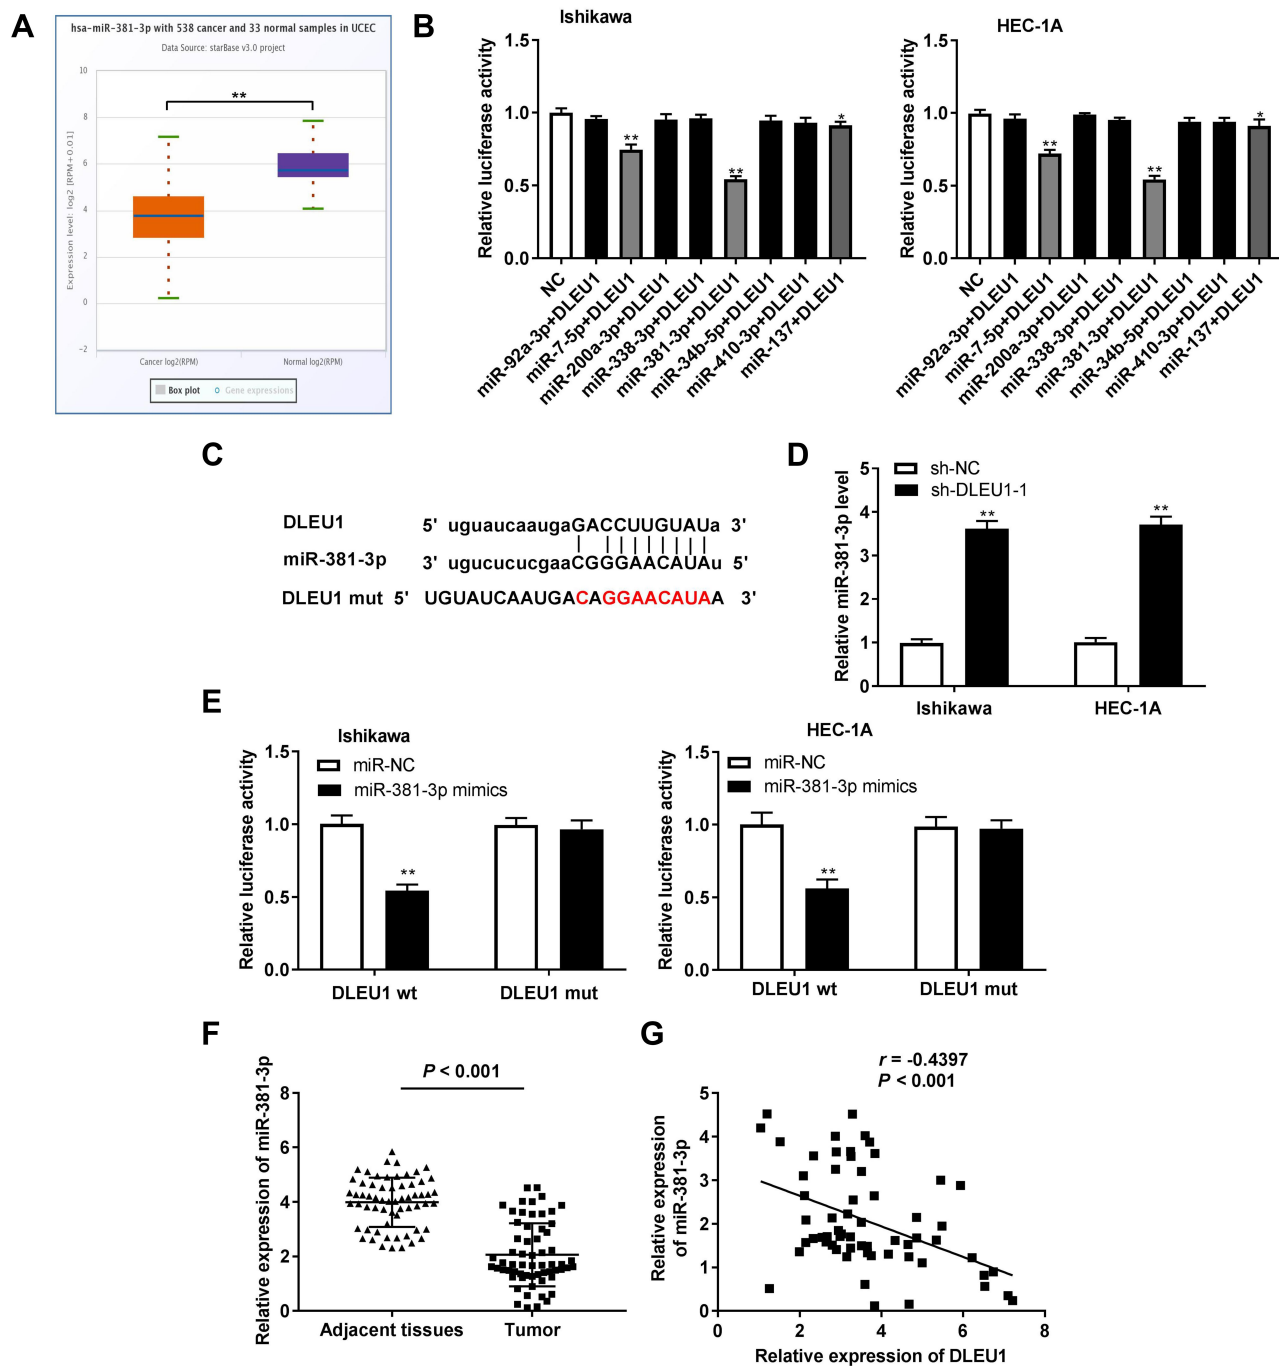 A
hsa-miR-381-3p with 538 cancer and 33 normal samples in UCEC
Data Source: starBase v3.0 project
Expression level: log2 [RPM+0.01]
10
8
6
4
2
0
−2
**
Cancer log2(RPM)
Normal log2(RPM)
Box plot
Gene expressions
B
Ishikawa
Relative luciferase activity
1.5
1.0
0.5
0.0
**
**
*
NC
miR-92a-3p+DLEU1
miR-7-5p+DLEU1
miR-200a-3p+DLEU1
miR-338-3p+DLEU1
miR-381-3p+DLEU1
miR-34b-5p+DLEU1
miR-410-3p+DLEU1
miR-137+DLEU1
HEC-1A
Relative luciferase activity
1.5
1.0
0.5
0.0
**
**
*
NC
miR-92a-3p+DLEU1
miR-7-5p+DLEU1
miR-200a-3p+DLEU1
miR-338-3p+DLEU1
miR-381-3p+DLEU1
miR-34b-5p+DLEU1
miR-410-3p+DLEU1
miR-137+DLEU1
C
DLEU1 5' uguaucaaugaGACCUUGUAUa 3'
miR-381-3p 3' ugucucucgaaCGGGAACAUAu 5'
DLEU1 mut 5' UGUAUCAAUGACAGGAACAUAA 3'
D
Relative miR-381-3p level
5
4
3
2
1
0
sh-NC
sh-DLEU1-1
**
**
Ishikawa
HEC-1A
E
Ishikawa
Relative luciferase activity
1.5
1.0
0.5
0.0
miR-NC
miR-381-3p mimics
**
DLEU1 wt
DLEU1 mut
HEC-1A
Relative luciferase activity
1.5
1.0
0.5
0.0
miR-NC
miR-381-3p mimics
**
DLEU1 wt
DLEU1 mut
F
Relative expression of miR-381-3p
8
6
4
2
0
P < 0.001
Adjacent tissues
Tumor
G
r = -0.4397
P < 0.001
Relative expression
of miR-381-3p
5
4
3
2
1
0
0
2
4
6
8
Relative expression of DLEU1